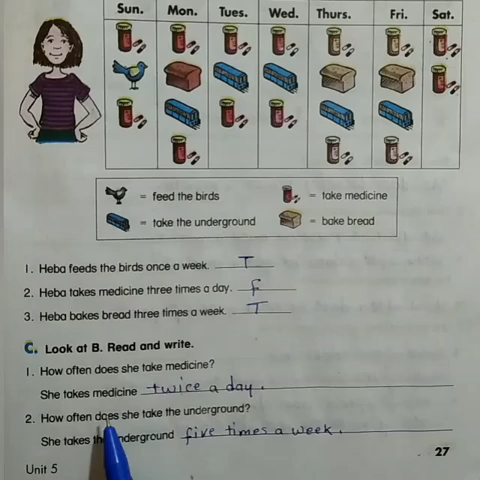 Sun. Mon. Tues. Wed. Thurs. Fri. Sat.
= feed the birds = take medicine
= take the underground = bake bread
1. Heba feeds the birds once a week. T
2. Heba takes medicine three times a day. F
3. Heba bakes bread three times a week. T
C. Look at B. Read and write.
1. How often does she take medicine?
She takes medicine twice a day.
2. How often does she take the underground?
She takes the underground five times a week.
27
Unit 5